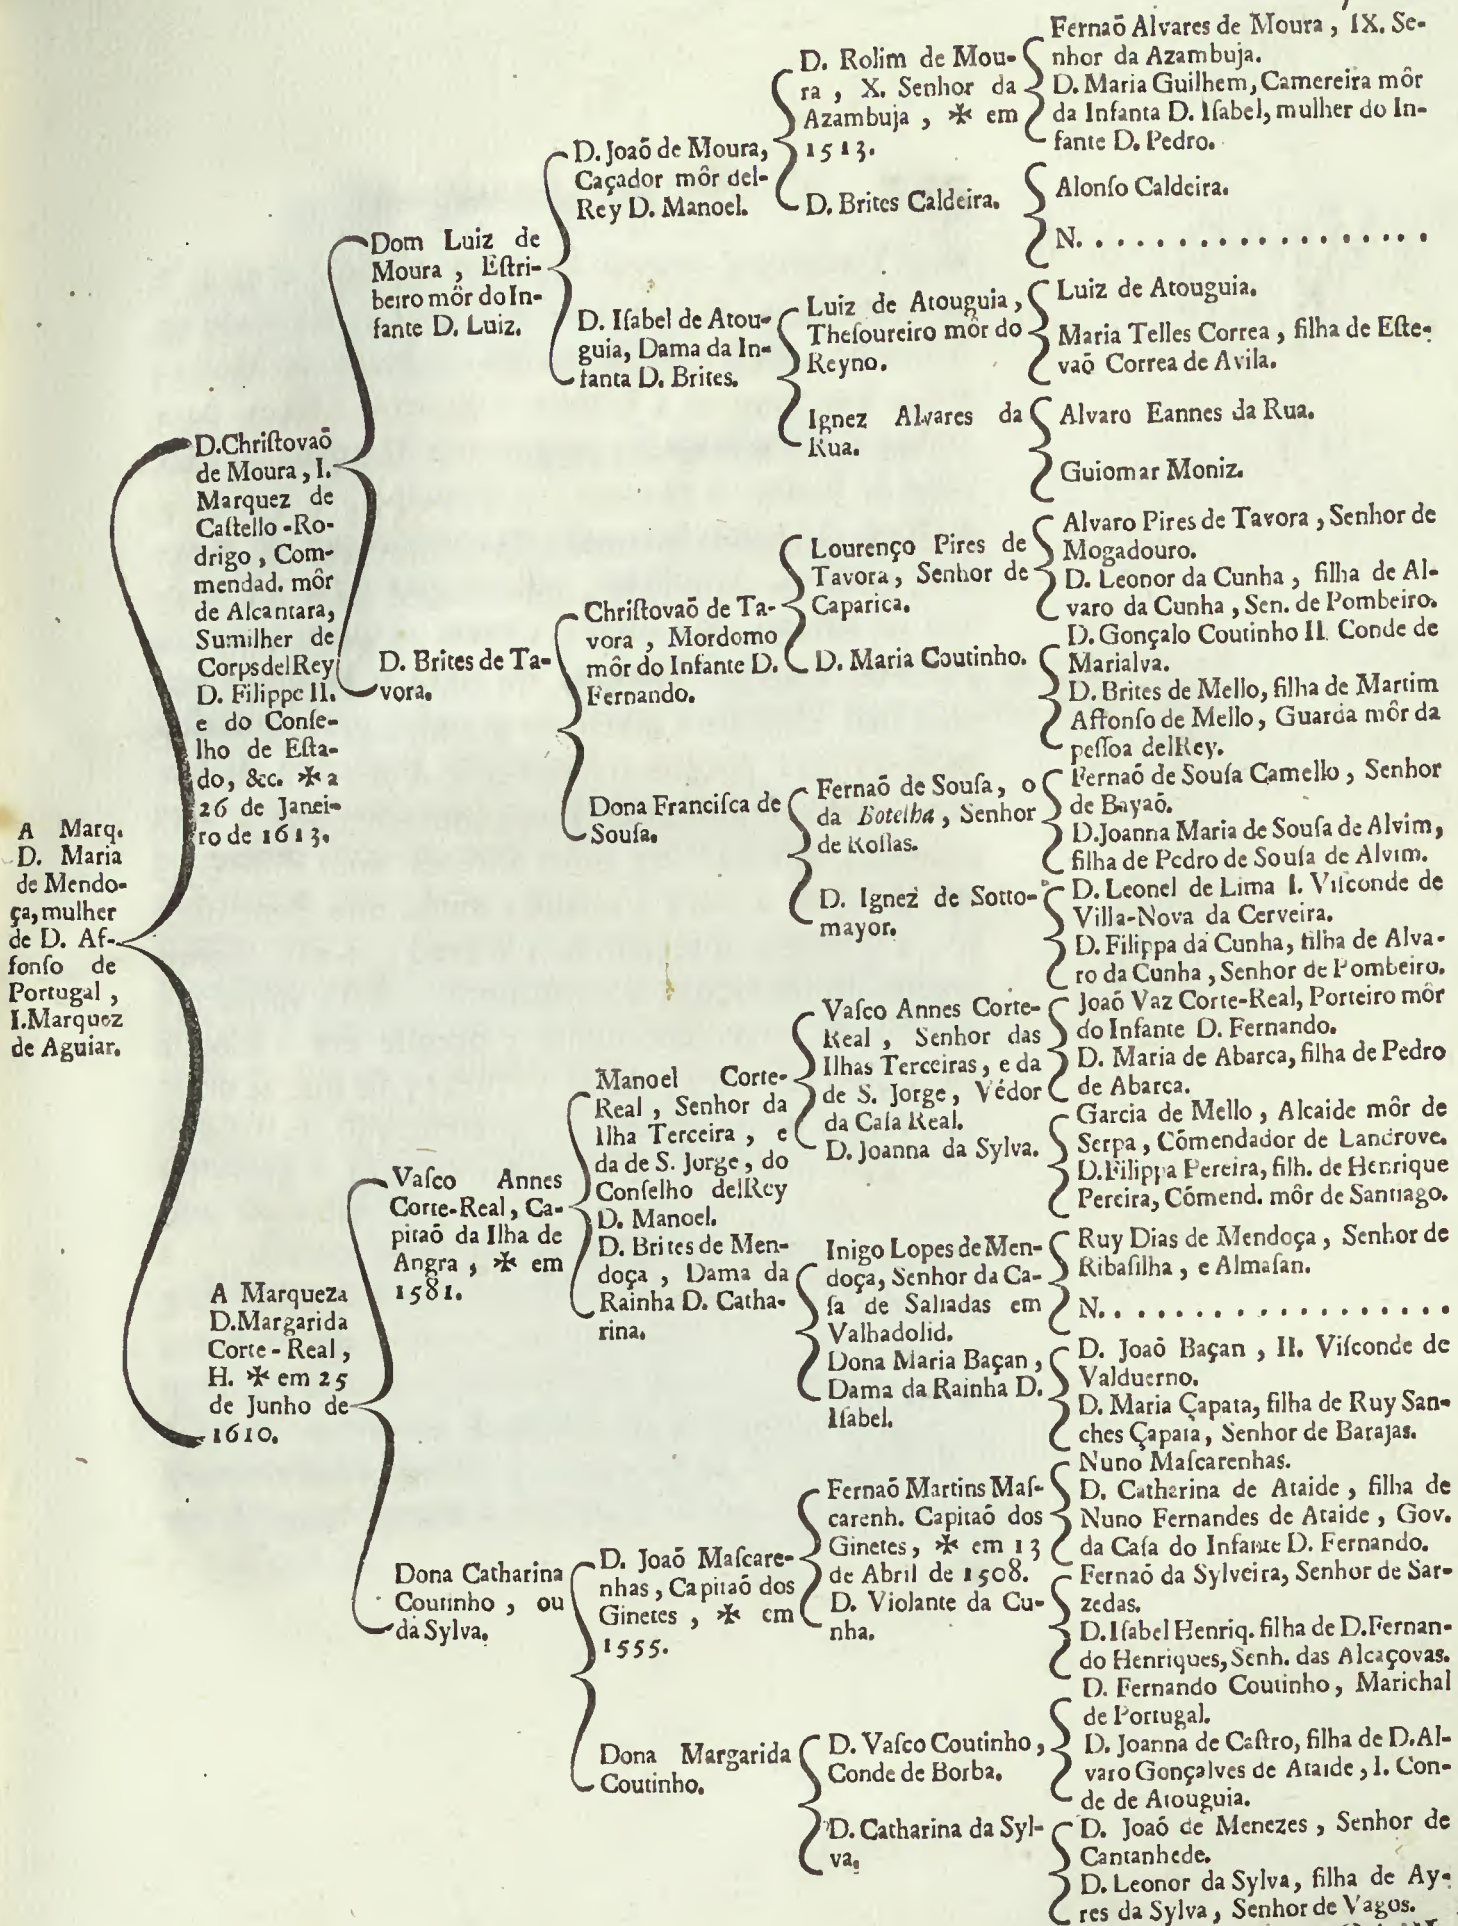 A Marq.
D. Maria
de Mendo-
ça, mulher
de D. Af-
fonſo de
Portugal ,
I.Marquez
de Aguiar.
D.Chriſtovaõ
de Moura , I.
Marquez de
Caſtello-Ro-
drigo , Com-
mendad. môr
de Alcantara,
Sumilher de
CorpsdelRey
D. Filippe II.
e do Conſe-
lho de Eſta-
do, &c. ✠ a
26 de Janei-
ro de 1613.
A Marqueza
D.Margarida
Corte-Real ,
H. ✠ em 25
de Junho de
1610.
Dom Luiz de
Moura , Eſtri-
beiro môr do In-
fante D. Luiz.
D. Brites de Ta-
vora.
Vaſco Annes
Corte-Real , Ca-
pitaõ da Ilha de
Angra , ✠ em
1581.
Dona Catharina
Coutinho , ou
da Sylva.
D. Joaõ de Moura,
Caçador môr del-
Rey D. Manoel.
D. Iſabel de Atou-
guia, Dama da In-
fanta D. Brites.
Chriſtovaõ de Ta-
vora , Mordomo
môr do Infante D.
Fernando.
Dona Franciſca de
Souſa.
Manoel Corte-
Real , Senhor da
Ilha Terceira , e
da de S. Jorge , do
Conſelho delRey
D. Manoel.
D. Brites de Men-
doça , Dama da
Rainha D. Catha-
rina.
D. Joaõ Maſcare-
nhas , Capitaõ dos
Ginetes , ✠ em
1555.
Dona Margarida
Coutinho.
D. Rolim de Mou-
ra , X. Senhor da
Azambuja , ✠ em
1513.
D. Brites Caldeira.
Luiz de Atouguia ,
Theſoureiro môr do
Reyno.
Ignez Alvares da
Rua.
Lourenço Pires de
Tavora , Senhor de
Caparica.
D. Maria Coutinho.
Fernaõ de Souſa , o
da Botelha , Senhor
de Roſſas.
D. Ignez de Sotto-
mayor.
Vaſco Annes Corte-
Real , Senhor das
Ilhas Terceiras , e da
de S. Jorge , Védor
da Caſa Real.
D. Joanna da Sylva.
Inigo Lopes de Men-
doça, Senhor da Ca-
ſa de Saliadas em
Valhadolid.
Dona Maria Baçan ,
Dama da Rainha D.
Iſabel.
Fernaõ Martins Maſ-
carenh. Capitaõ dos
Ginetes , ✠ em 13
de Abril de 1508.
D. Violante da Cu-
nha.
D. Vaſco Coutinho ,
Conde de Borba.
D. Catharina da Syl-
va.
Fernaõ Alvares de Moura , IX. Se-
nhor da Azambuja.
D. Maria Guilhem, Camereira môr
da Infanta D. Iſabel, mulher do In-
fante D. Pedro.
Alonſo Caldeira.
N. . . . . . . . . . . . . . . . . .
Luiz de Atouguia.
Maria Telles Correa , filha de Eſte-
vaõ Correa de Avila.
Alvaro Eannes da Rua.
Guiomar Moniz.
Alvaro Pires de Tavora , Senhor de
Mogadouro.
D. Leonor da Cunha , filha de Al-
varo da Cunha , Sen. de Pombeiro.
D. Gonçalo Coutinho II. Conde de
Marialva.
D. Brites de Mello, filha de Martim
Affonſo de Mello , Guarda môr da
peſſoa delRey.
Fernaõ de Souſa Camello , Senhor
de Bayaõ.
D.Joanna Maria de Souſa de Alvim,
filha de Pedro de Souſa de Alvim.
D. Leonel de Lima I. Viſconde de
Villa-Nova da Cerveira.
D. Filippa da Cunha, filha de Alva-
ro da Cunha , Senhor de Pombeiro.
Joaõ Vaz Corte-Real, Porteiro môr
do Infante D. Fernando.
D. Maria de Abarca, filha de Pedro
de Abarca.
Garcia de Mello , Alcaide môr de
Serpa , Cõmendador de Landrove.
D.Filippa Pereira, filh. de Henrique
Pereira, Cõmend. môr de Santiago.
Ruy Dias de Mendoça , Senhor de
Ribafilha , e Almaſan.
N. . . . . . . . . . . . . . . . .
D. Joaõ Baçan , II. Viſconde de
Valduerno.
D. Maria Çapata, filha de Ruy San-
ches Çapata , Senhor de Barajas.
Nuno Maſcarenhas.
D. Catharina de Ataide , filha de
Nuno Fernandes de Ataide , Gov.
da Caſa do Infante D. Fernando.
Fernaõ da Sylveira, Senhor de Sar-
zedas.
D.Iſabel Henriq. filha de D.Fernan-
do Henriques, Senh. das Alcaçovas.
D. Fernando Coutinho , Marichal
de Portugal.
D. Joanna de Caſtro, filha de D.Al-
varo Gonçalves de Ataide , I. Con-
de de Atouguia.
D. Joaõ de Menezes , Senhor de
Cantanhede.
D. Leonor da Sylva, filha de Ay-
res da Sylva , Senhor de Vagos.